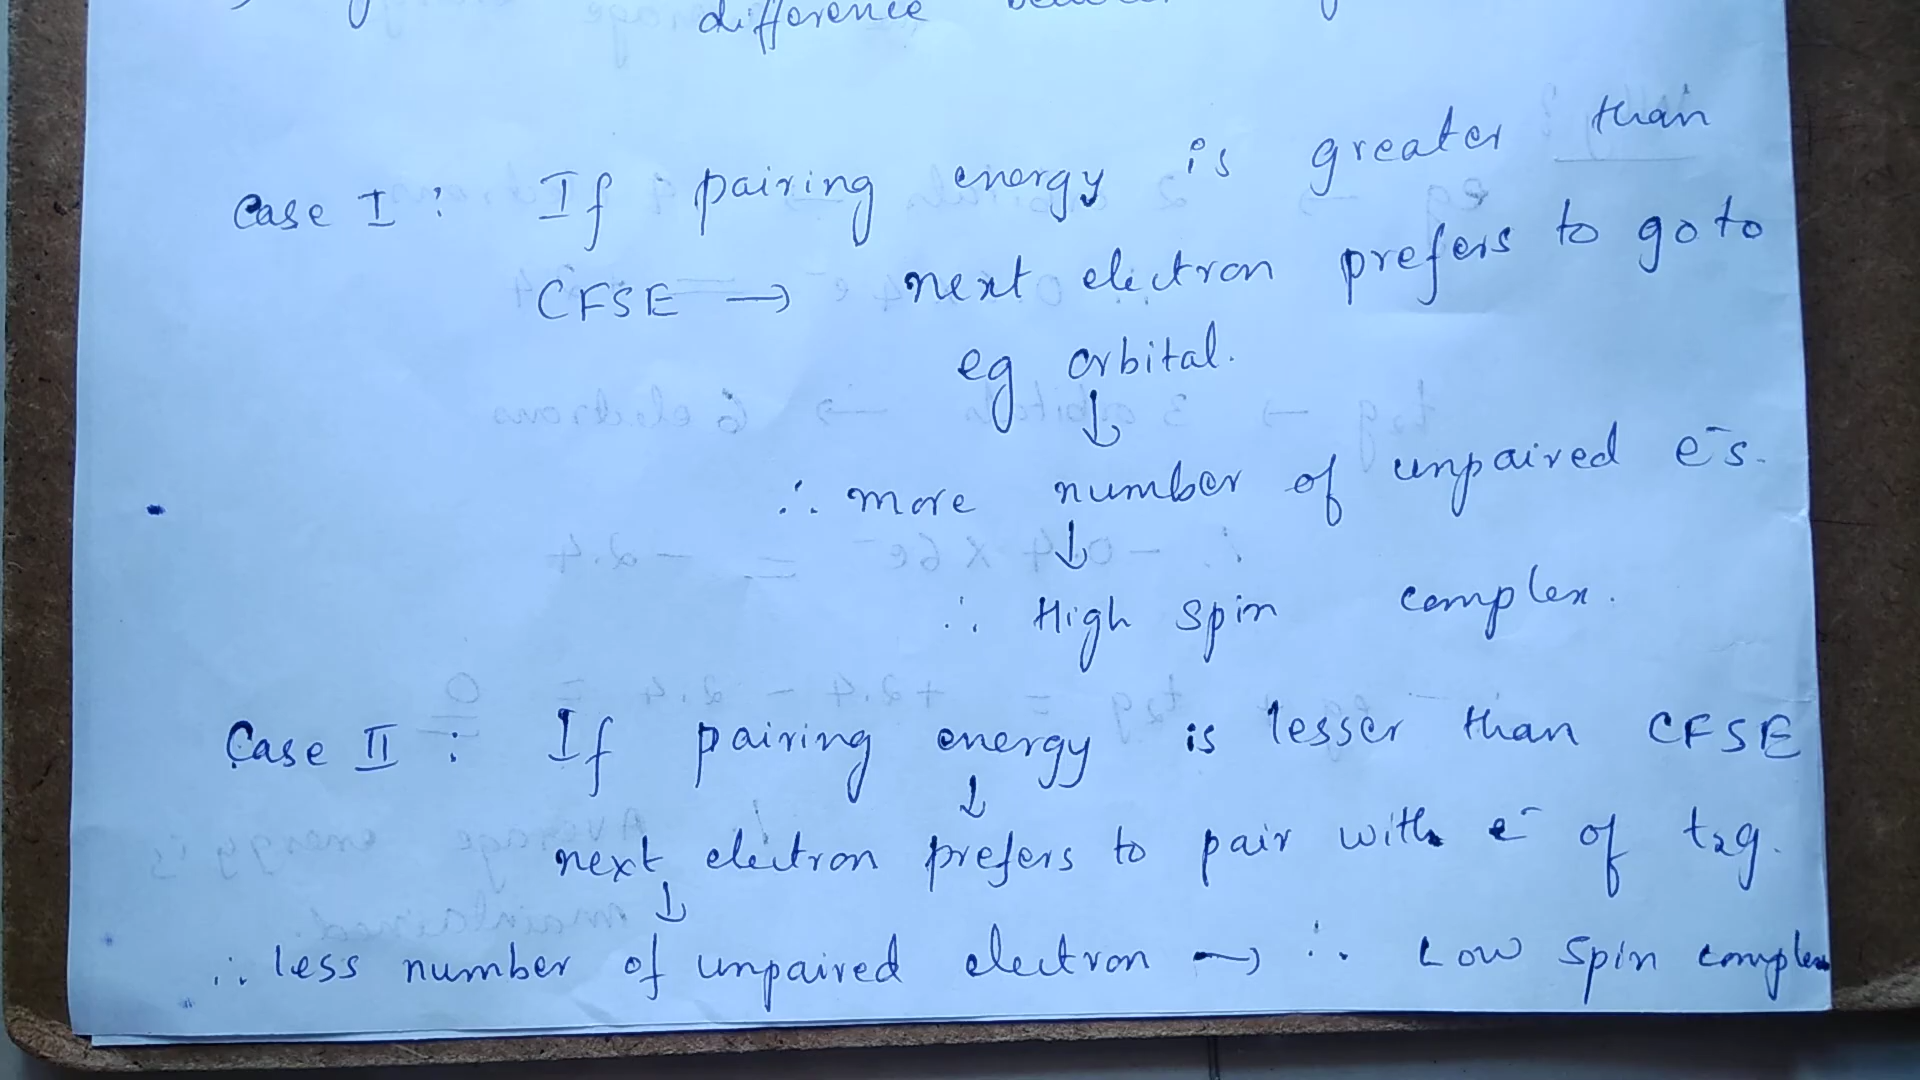 difference
Case I : If pairing energy is greater than
CFSE → next electron prefers to go to
eg orbital.
↓
∴ more number of unpaired e⁻s.
↓
∴ High spin complex.
Case II : If pairing energy is lesser than CFSE
↓
next electron prefers to pair with e⁻ of t2g.
↓
∴ less number of unpaired electron → ∴ Low spin complex